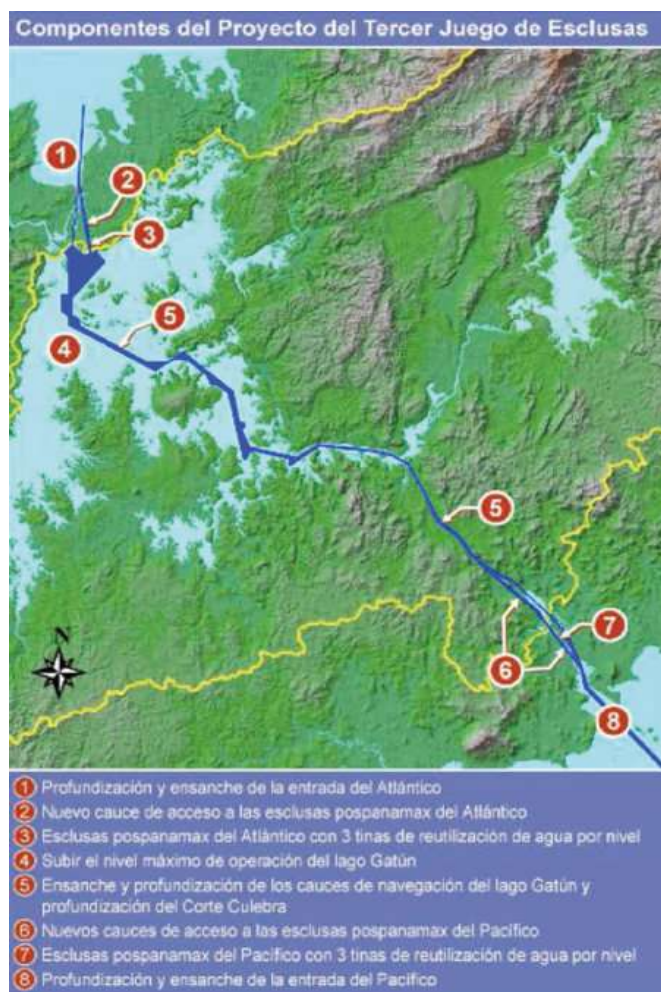 Componentes del Proyecto del Tercer Juego de Esclusas
1
2
3
5
4
5
7
6
8
N
1 Profundización y ensanche de la entrada del Atlántico
2 Nuevo cauce de acceso a las esclusas pospanamax del Atlántico
3 Esclusas pospanamax del Atlántico con 3 tinas de reutilización de agua por nivel
4 Subir el nivel máximo de operación del lago Gatún
5 Ensanche y profundización de los cauces de navegación del lago Gatún y
profundización del Corte Culebra
6 Nuevos cauces de acceso a las esclusas pospanamax del Pacífico
7 Esclusas pospanamax del Pacífico con 3 tinas de reutilización de agua por nivel
8 Profundización y ensanche de la entrada del Pacífico